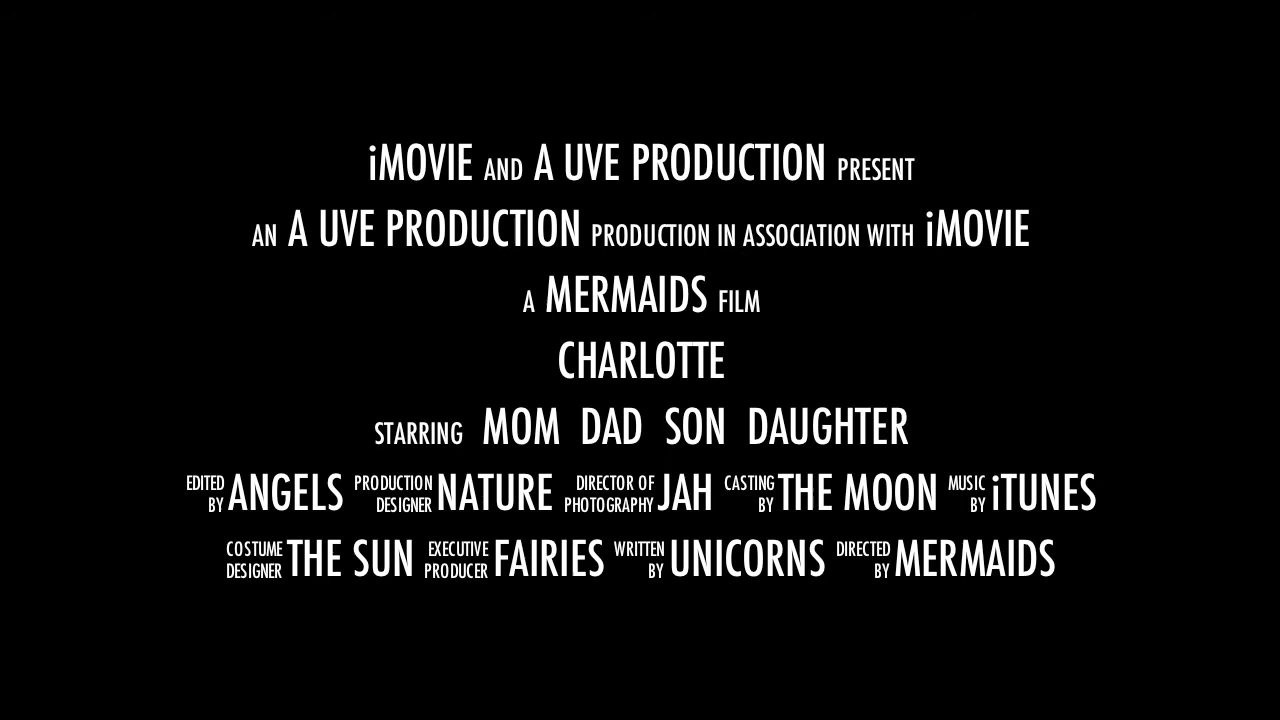 iMOVIE AND A UVE PRODUCTION PRESENT
AN A UVE PRODUCTION PRODUCTION IN ASSOCIATION WITH iMOVIE
A MERMAIDS FILM
CHARLOTTE
STARRING MOM DAD SON DAUGHTER
EDITED BY ANGELS PRODUCTION DESIGNER NATURE DIRECTOR OF PHOTOGRAPHY JAH CASTING BY THE MOON MUSIC BY iTUNES
COSTUME DESIGNER THE SUN EXECUTIVE PRODUCER FAIRIES WRITTEN BY UNICORNS DIRECTED BY MERMAIDS